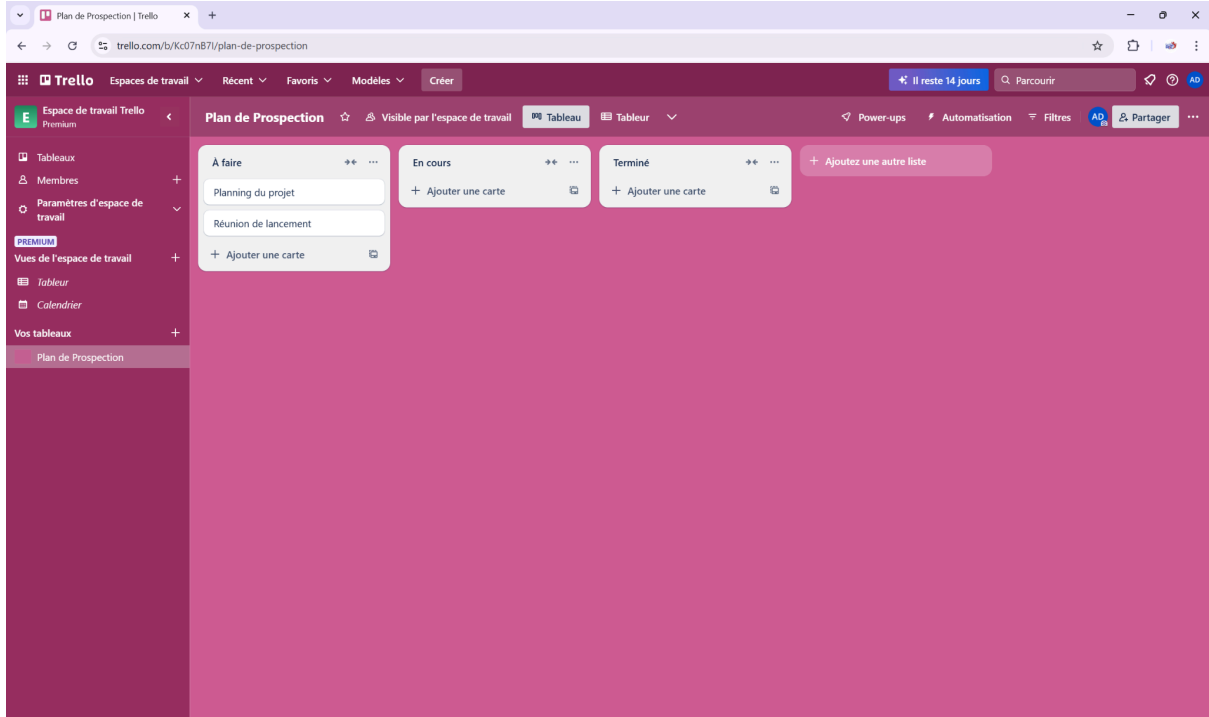 Plan de Prospection | Trello
trello.com/b/Kc07nB7I/plan-de-prospection
Trello Espaces de travail Récent Favoris Modèles Créer Il reste 14 jours Parcourir AD
E Espace de travail Trello
Premium
Plan de Prospection Visible par l'espace de travail Tableau Tableur Power-ups Automatisation Filtres AD Partager
Tableaux
Membres
Paramètres d'espace de
travail
PREMIUM
Vues de l'espace de travail
Tableur
Calendrier
Vos tableaux
Plan de Prospection
À faire
Planning du projet
Réunion de lancement
Ajouter une carte
En cours
Ajouter une carte
Terminé
Ajouter une carte
Ajoutez une autre liste